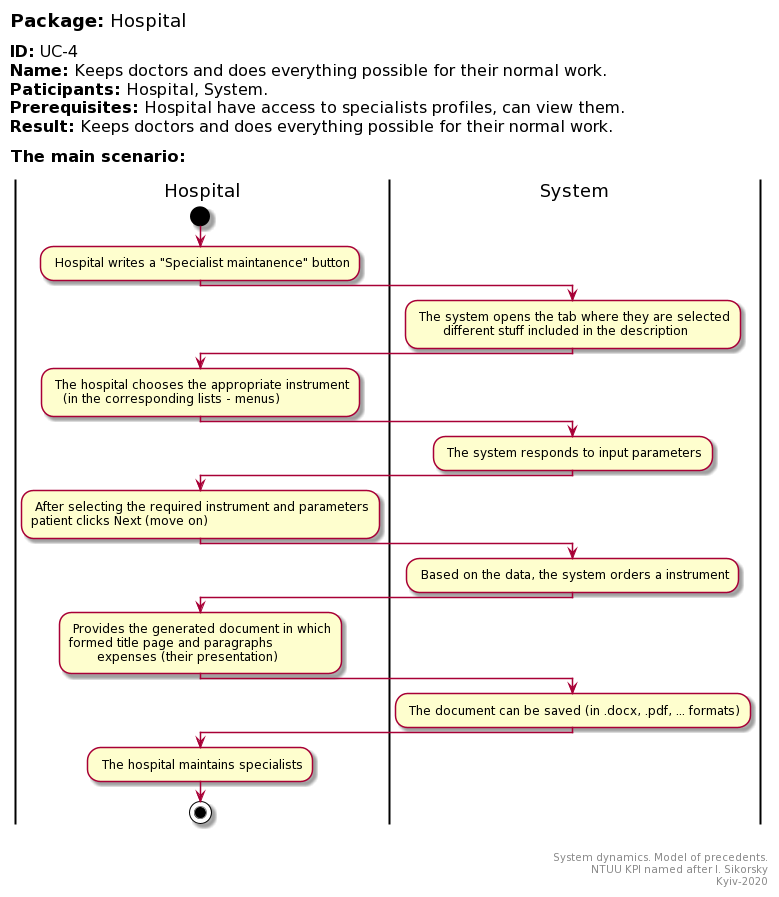 Package: Hospital
ID: UC-4
Name: Keeps doctors and does everything possible for their normal work.
Paticipants: Hospital, System.
Prerequisites: Hospital have access to specialists profiles, can view them.
Result: Keeps doctors and does everything possible for their normal work.
The main scenario:
Hospital
System
Hospital writes a "Specialist maintanence" button
The system opens the tab where they are selected
different stuff included in the description
The hospital chooses the appropriate instrument
(in the corresponding lists - menus)
The system responds to input parameters
After selecting the required instrument and parameters
patient clicks Next (move on)
Based on the data, the system orders a instrument
Provides the generated document in which
formed title page and paragraphs
expenses (their presentation)
The document can be saved (in .docx, .pdf, ... formats)
The hospital maintains specialists
System dynamics. Model of precedents.
NTUU KPI named after I. Sikorsky
Kyiv-2020